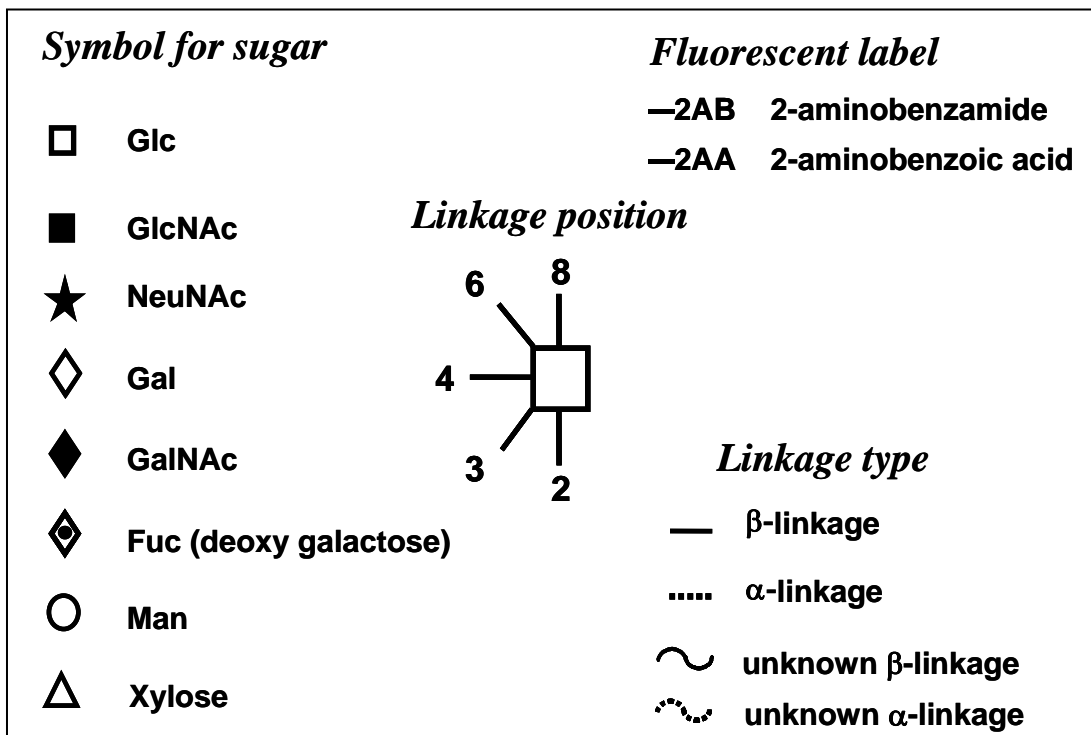 Symbol for sugar
Glc
GlcNAc
NeuNAc
Gal
GalNAc
Fuc (deoxy galactose)
Man
Xylose
Fluorescent label
—2AB 2-aminobenzamide
—2AA 2-aminobenzoic acid
Linkage position
8
6
4
3
2
Linkage type
β-linkage
α-linkage
unknown β-linkage
unknown α-linkage